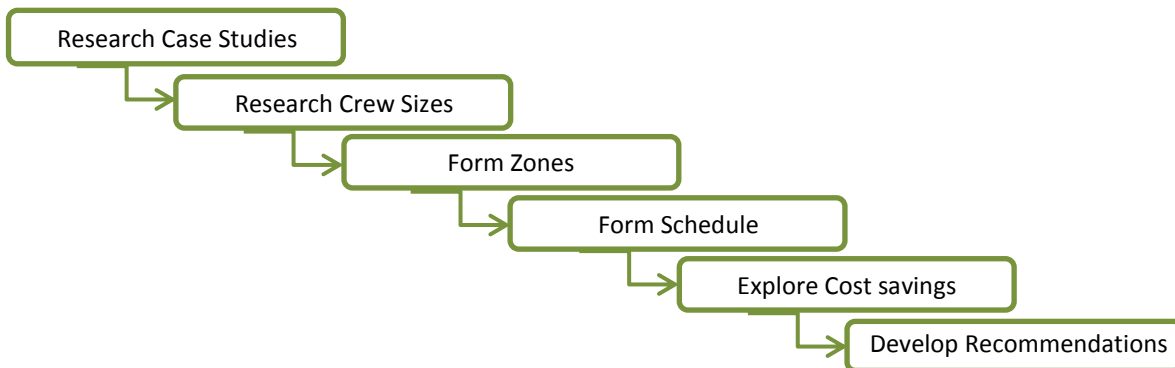 Research Case Studies
Research Crew Sizes
Form Zones
Form Schedule
Explore Cost savings
Develop Recommendations